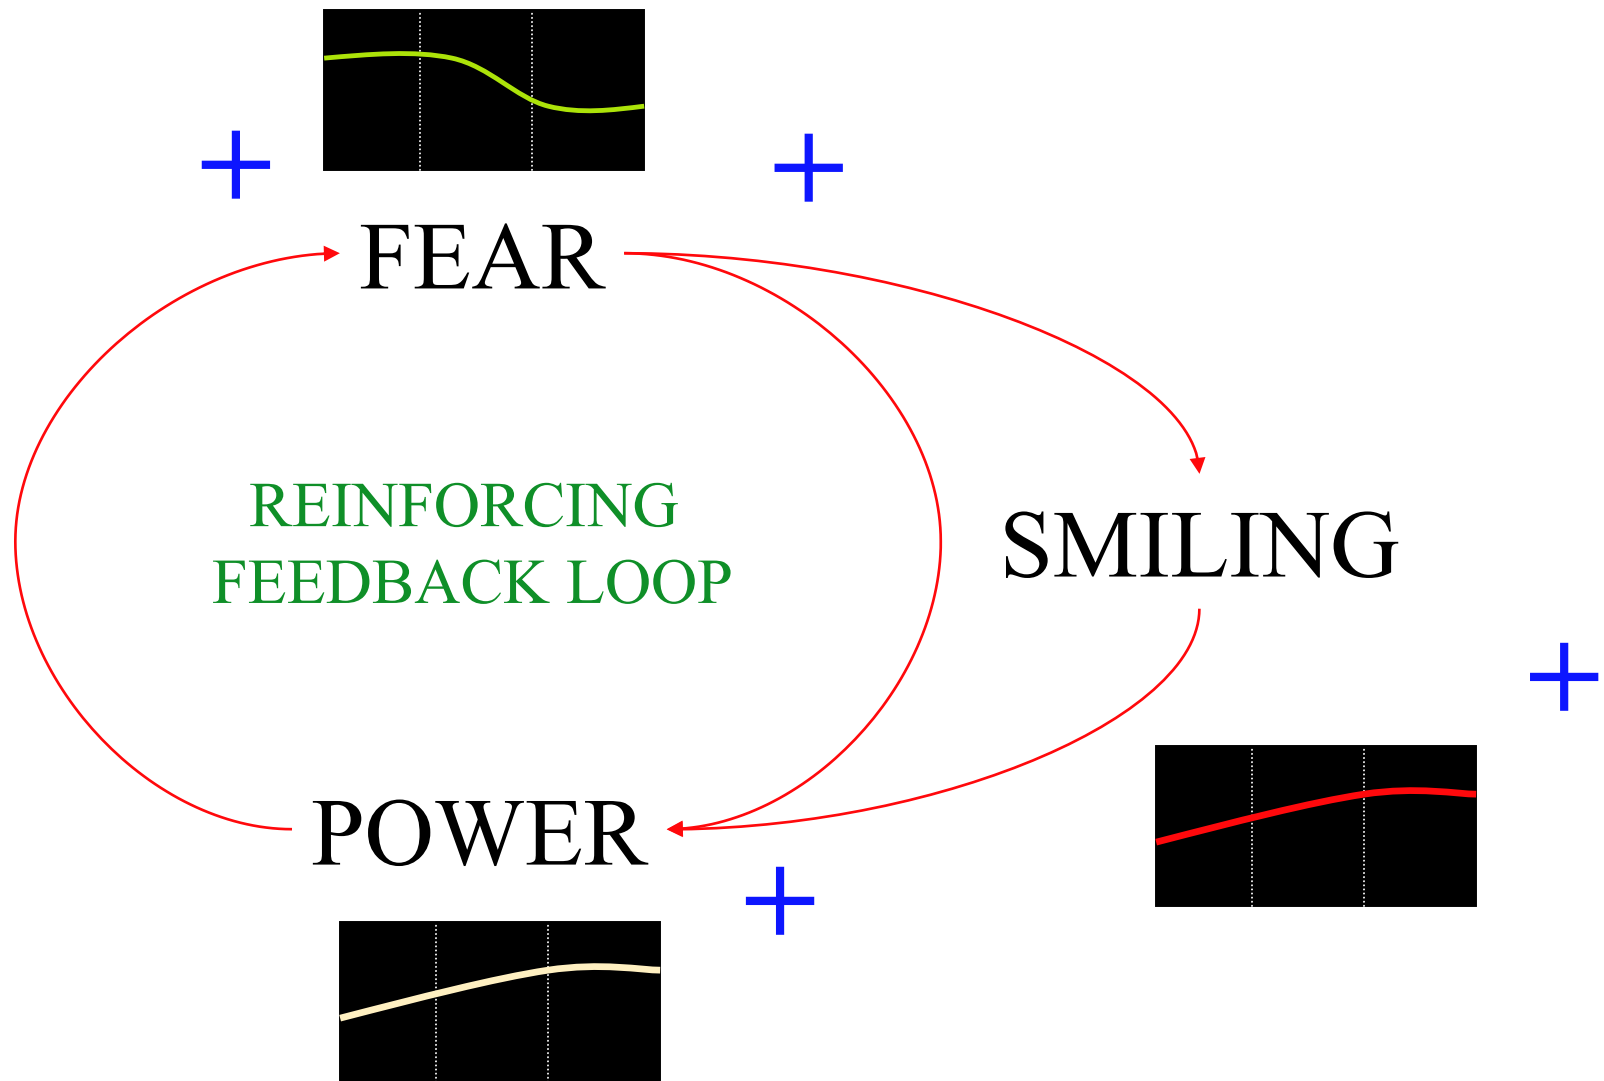 +
+
FEAR
REINFORCING
FEEDBACK LOOP
SMILING
+
POWER
+